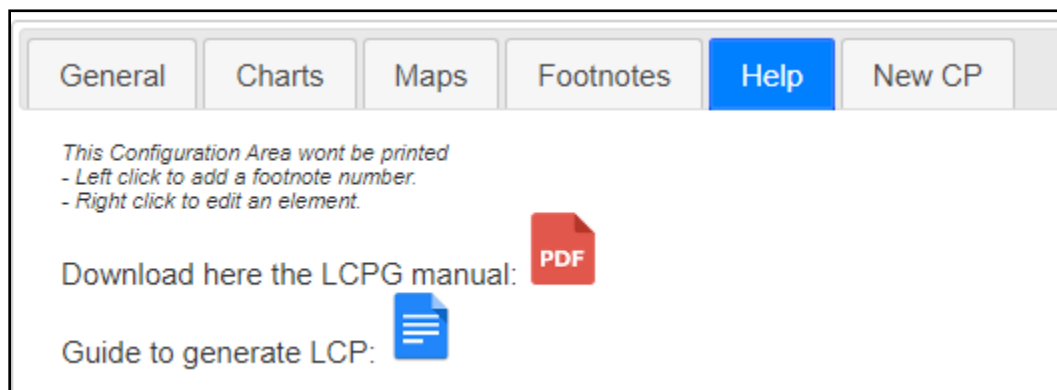 General Charts Maps Footnotes Help New CP
This Configuration Area wont be printed
- Left click to add a footnote number.
- Right click to edit an element.
Download here the LCPG manual: PDF
Guide to generate LCP: